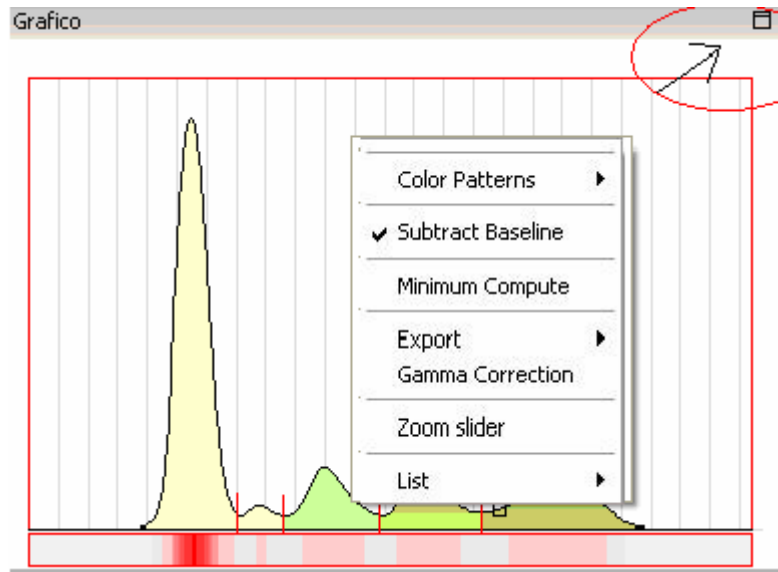 Grafico
Color Patterns
Subtract Baseline
Minimum Compute
Export
Gamma Correction
Zoom slider
List